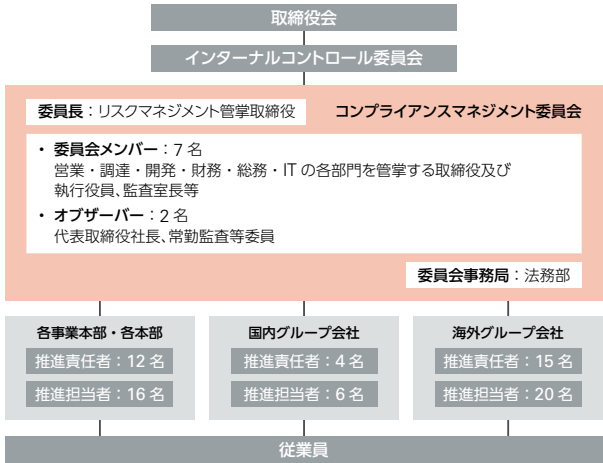 取締役会
インターナルコントロール委員会
委員長：リスクマネジメント管掌取締役
コンプライアンスマネジメント委員会
・ 委員会メンバー：7 名
営業・調達・開発・財務・総務・IT の各部門を管掌する取締役及び
執行役員、監査室長等
・ オブザーバー：2 名
代表取締役社長、常勤監査等委員
委員会事務局：法務部
各事業本部・各本部
推進責任者：12 名
推進担当者：16 名
国内グループ会社
推進責任者：4 名
推進担当者：6 名
海外グループ会社
推進責任者：15 名
推進担当者：20 名
従業員